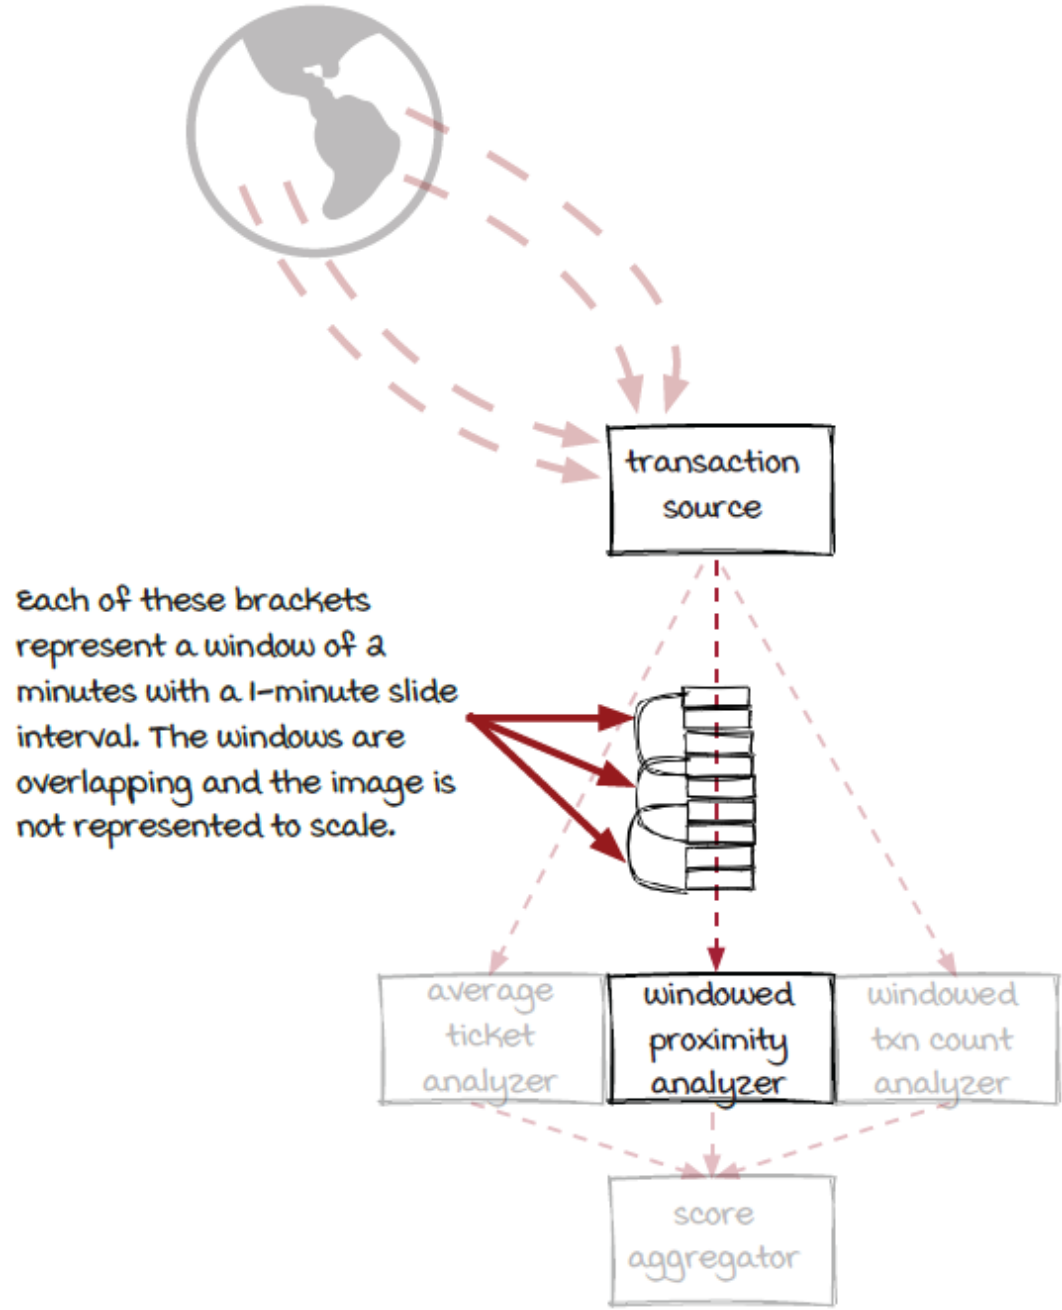 transaction
source
Each of these brackets
represent a window of 2
minutes with a 1-minute slide
interval. The windows are
overlapping and the image is
not represented to scale.
average
ticket
analyzer
windowed
proximity
analyzer
windowed
txn count
analyzer
score
aggregator